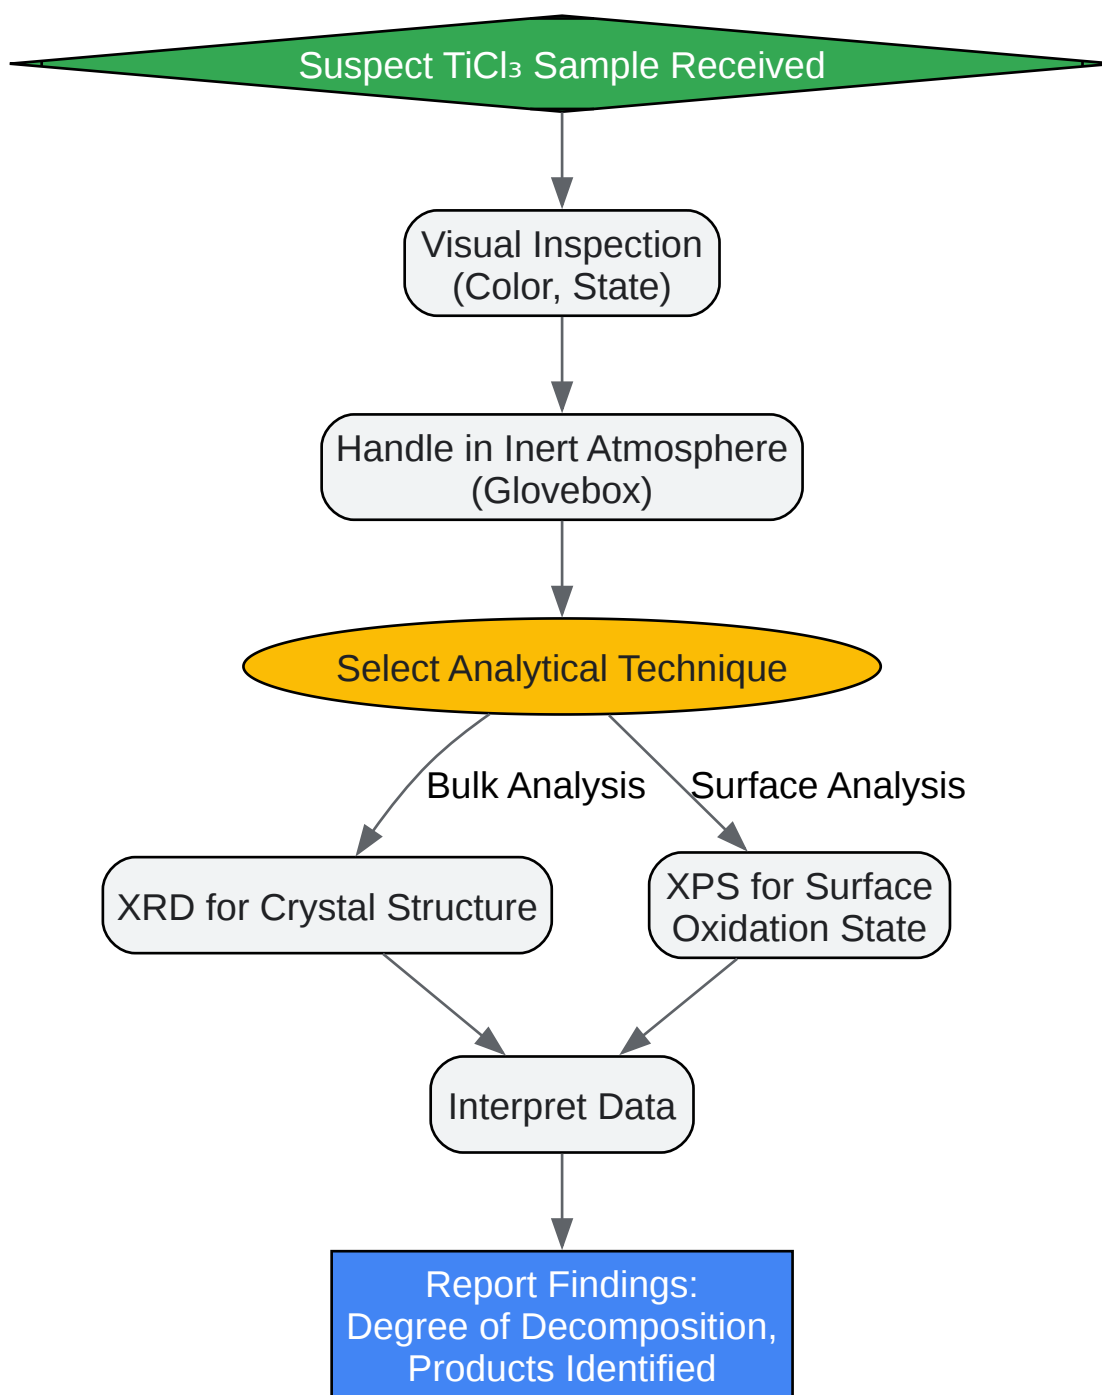 Suspect TiCl₃ Sample Received
Visual Inspection
(Color, State)
Handle in Inert Atmosphere
(Glovebox)
Select Analytical Technique
Bulk Analysis
Surface Analysis
XRD for Crystal Structure
XPS for Surface
Oxidation State
Interpret Data
Report Findings:
Degree of Decomposition,
Products Identified